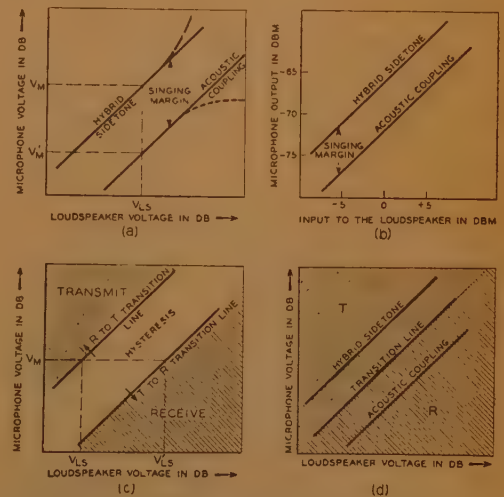 MICROPHONE VOLTAGE IN DB
V_M
V'_M
HYBRID SIDETONE
SINGING MARGIN
ACOUSTIC COUPLING
V_LS
LOUDSPEAKER VOLTAGE IN DB
(a)
MICROPHONE OUTPUT IN DBM
-65
-70
-75
HYBRID SIDETONE
ACOUSTIC COUPLING
SINGING MARGIN
-5 0 +5
INPUT TO THE LOUDSPEAKER IN DBM
(b)
MICROPHONE VOLTAGE IN DB
TRANSMIT
V_M
R TO T TRANSITION LINE
HYSTERESIS
T TO R TRANSITION LINE
RECEIVE
V_LS V'_LS
LOUDSPEAKER VOLTAGE IN DB
(c)
MICROPHONE VOLTAGE IN DB
T
HYBRID SIDETONE
TRANSITION LINE
ACOUSTIC COUPLING
R
LOUDSPEAKER VOLTAGE IN DB
(d)